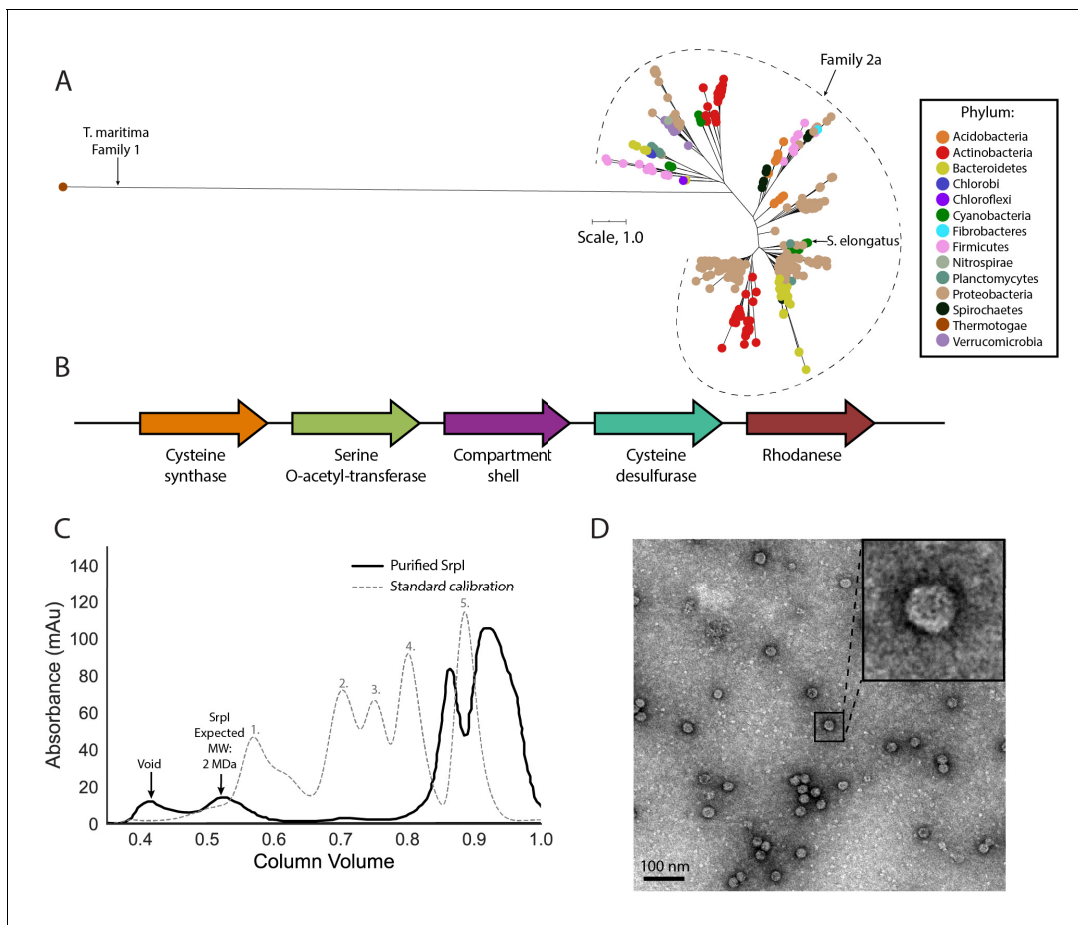 A
T. maritima
Family 1
Family 2a
Scale, 1.0
S. elongatus
Phylum:
Acidobacteria
Actinobacteria
Bacteroidetes
Chlorobi
Chloroflexi
Cyanobacteria
Fibrobacteres
Firmicutes
Nitrospirae
Planctomycytes
Proteobacteria
Spirochaetes
Thermotogae
Verrucomicrobia
B
Cysteine
synthase
Serine
O-acetyl-transferase
Compartment
shell
Cysteine
desulfurase
Rhodanese
C
Absorbance (mAu)
140
120
100
80
60
40
20
0
Purified SrpI
Standard calibration
Void
SrpI
Expected
MW:
2 MDa
1.
2.
3.
4.
5.
0.4 0.5 0.6 0.7 0.8 0.9 1.0
Column Volume
D
100 nm